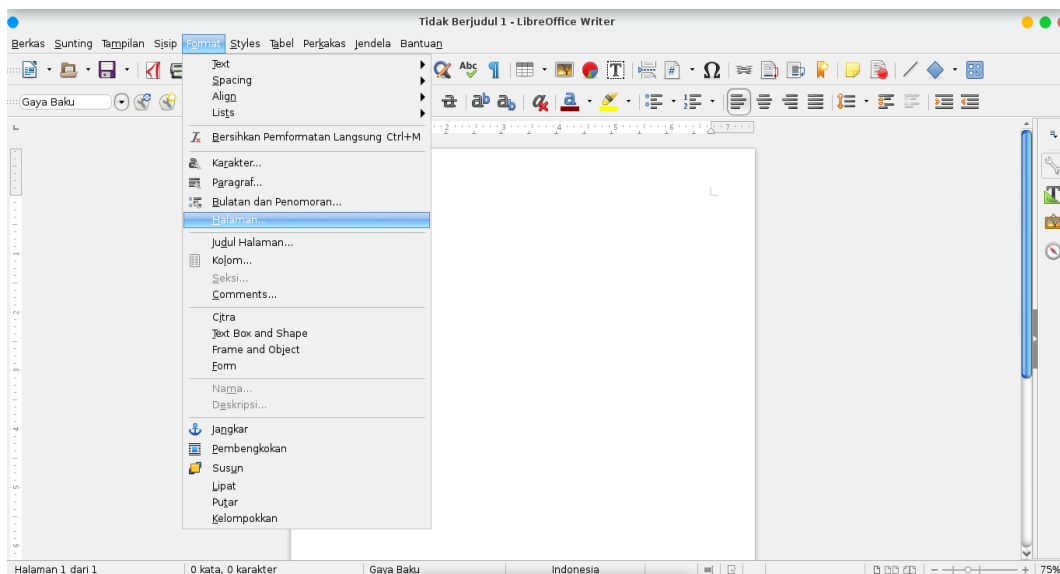 Tidak Berjudul 1 - LibreOffice Writer
Berkas Sunting Tampilan Sisip Format Styles Tabel Perkakas Jendela Bantuan
Gaya Baku
Text
Spacing
Align
Lists
Bersihkan Pemformatan Langsung Ctrl+M
Karakter...
Paragraf...
Bulatan dan Penomoran...
Halaman...
Judul Halaman...
Kolom...
Seksi...
Comments...
Citra
Text Box and Shape
Frame and Object
Form
Nama...
Deskripsi...
Jangkar
Pembengkokan
Susun
Lipat
Putar
Kelompokkan
Halaman 1 dari 1 0 kata, 0 karakter Gaya Baku Indonesia 75%